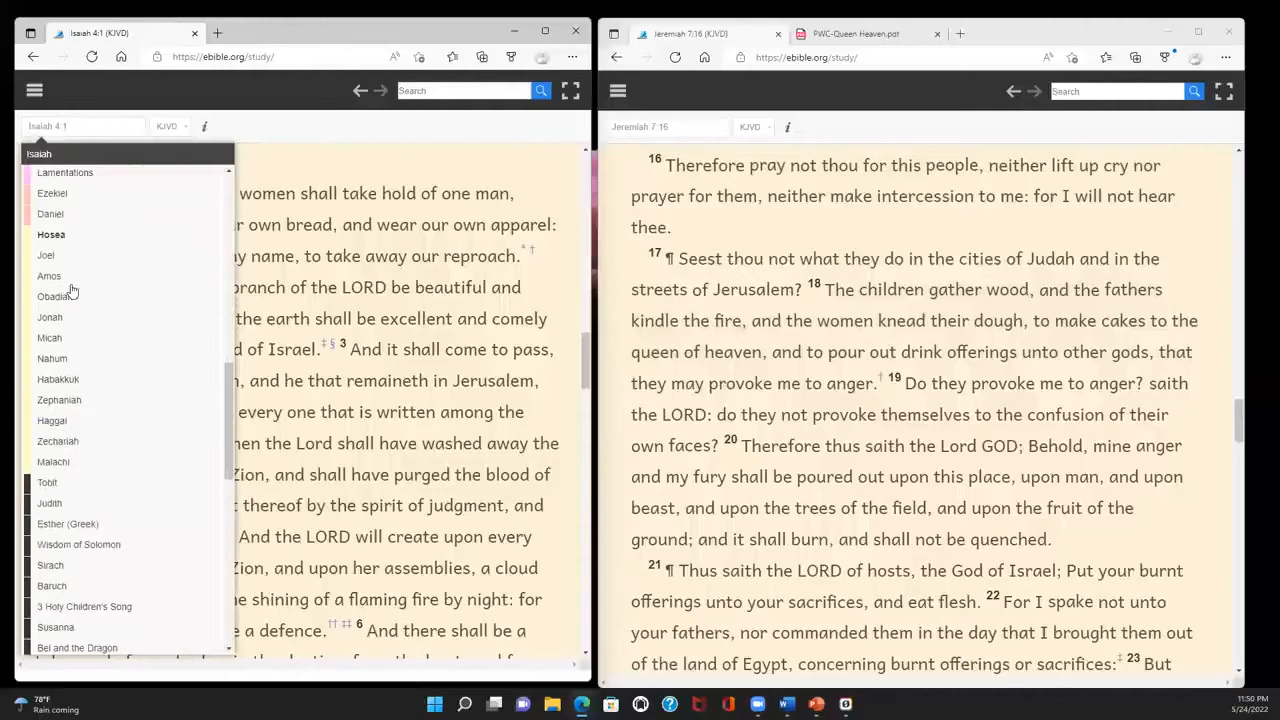 Isaiah 4:1 (KJVD)
https://ebible.org/study/
Search
Isaiah 4:1
KJVD
i
Isaiah
Lamentations
Ezekiel
Daniel
Hosea
Joel
Amos
Obadiah
Jonah
Micah
Nahum
Habakkuk
Zephaniah
Haggai
Zechariah
Malachi
Tobit
Judith
Esther (Greek)
Wisdom of Solomon
Sirach
Baruch
3 Holy Children's Song
Susanna
Bel and the Dragon
women shall take hold of one man,
r own bread, and wear our own apparel:
y name, to take away our reproach.* †
branch of the LORD be beautiful and
the earth shall be excellent and comely
d of Israel.‡ § 3 And it shall come to pass,
, and he that remaineth in Jerusalem,
every one that is written among the
hen the Lord shall have washed away the
Zion, and shall have purged the blood of
t thereof by the spirit of judgment, and
And the LORD will create upon every
Zion, and upon her assemblies, a cloud
e shining of a flaming fire by night: for
e a defence.†† ‡‡ 6 And there shall be a
Jeremiah 7:16 (KJVD)
PWC-Queen Heaven.ppt
https://ebible.org/study/
Search
Jeremiah 7:16
KJVD
i
16 Therefore pray not thou for this people, neither lift up cry nor
prayer for them, neither make intercession to me: for I will not hear
thee.
17 ¶ Seest thou not what they do in the cities of Judah and in the
streets of Jerusalem? 18 The children gather wood, and the fathers
kindle the fire, and the women knead their dough, to make cakes to the
queen of heaven, and to pour out drink offerings unto other gods, that
they may provoke me to anger.† 19 Do they provoke me to anger? saith
the LORD: do they not provoke themselves to the confusion of their
own faces? 20 Therefore thus saith the Lord GOD; Behold, mine anger
and my fury shall be poured out upon this place, upon man, and upon
beast, and upon the trees of the field, and upon the fruit of the
ground; and it shall burn, and shall not be quenched.
21 ¶ Thus saith the LORD of hosts, the God of Israel; Put your burnt
offerings unto your sacrifices, and eat flesh. 22 For I spake not unto
your fathers, nor commanded them in the day that I brought them out
of the land of Egypt, concerning burnt offerings or sacrifices:‡ 23 But
78°F
Rain coming
11:50 PM
5/24/2022